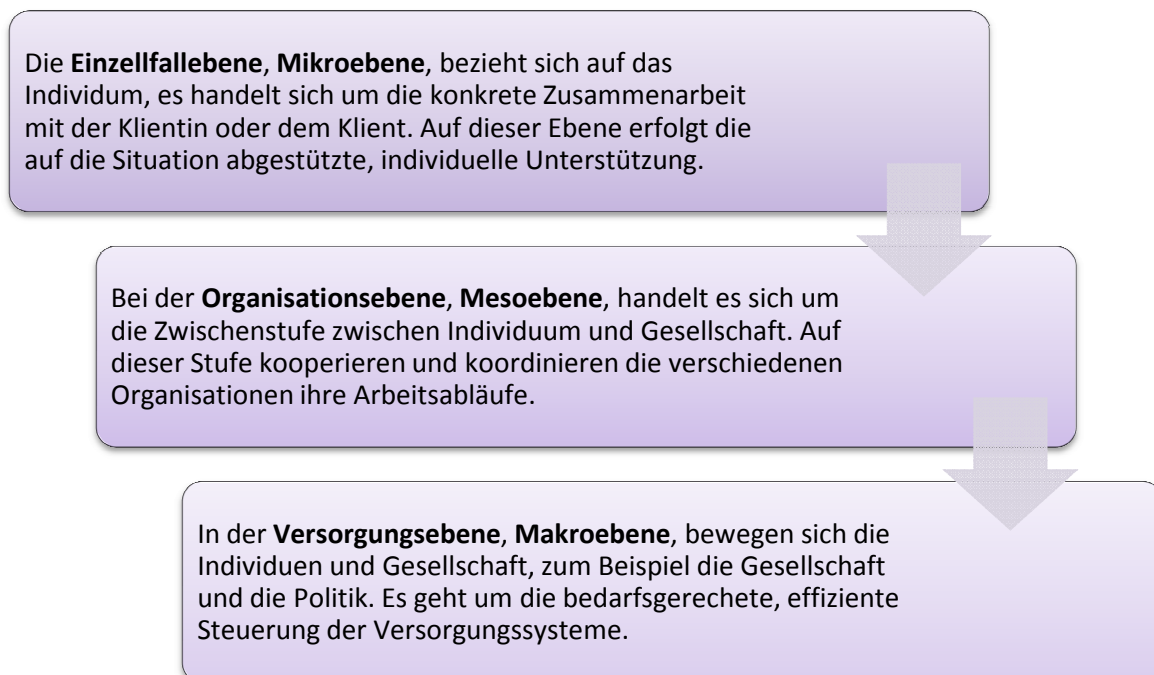 Die Einzellfallebene, Mikroebene, bezieht sich auf das
Individum, es handelt sich um die konkrete Zusammenarbeit
mit der Klientin oder dem Klient. Auf dieser Ebene erfolgt die
auf die Situation abgestützte, individuelle Unterstützung.
Bei der Organisationsebene, Mesoebene, handelt es sich um
die Zwischenstufe zwischen Individuum und Gesellschaft. Auf
dieser Stufe kooperieren und koordinieren die verschiedenen
Organisationen ihre Arbeitsabläufe.
In der Versorgungsebene, Makroebene, bewegen sich die
Individuen und Gesellschaft, zum Beispiel die Gesellschaft
und die Politik. Es geht um die bedarfsgerechete, effiziente
Steuerung der Versorgungssysteme.